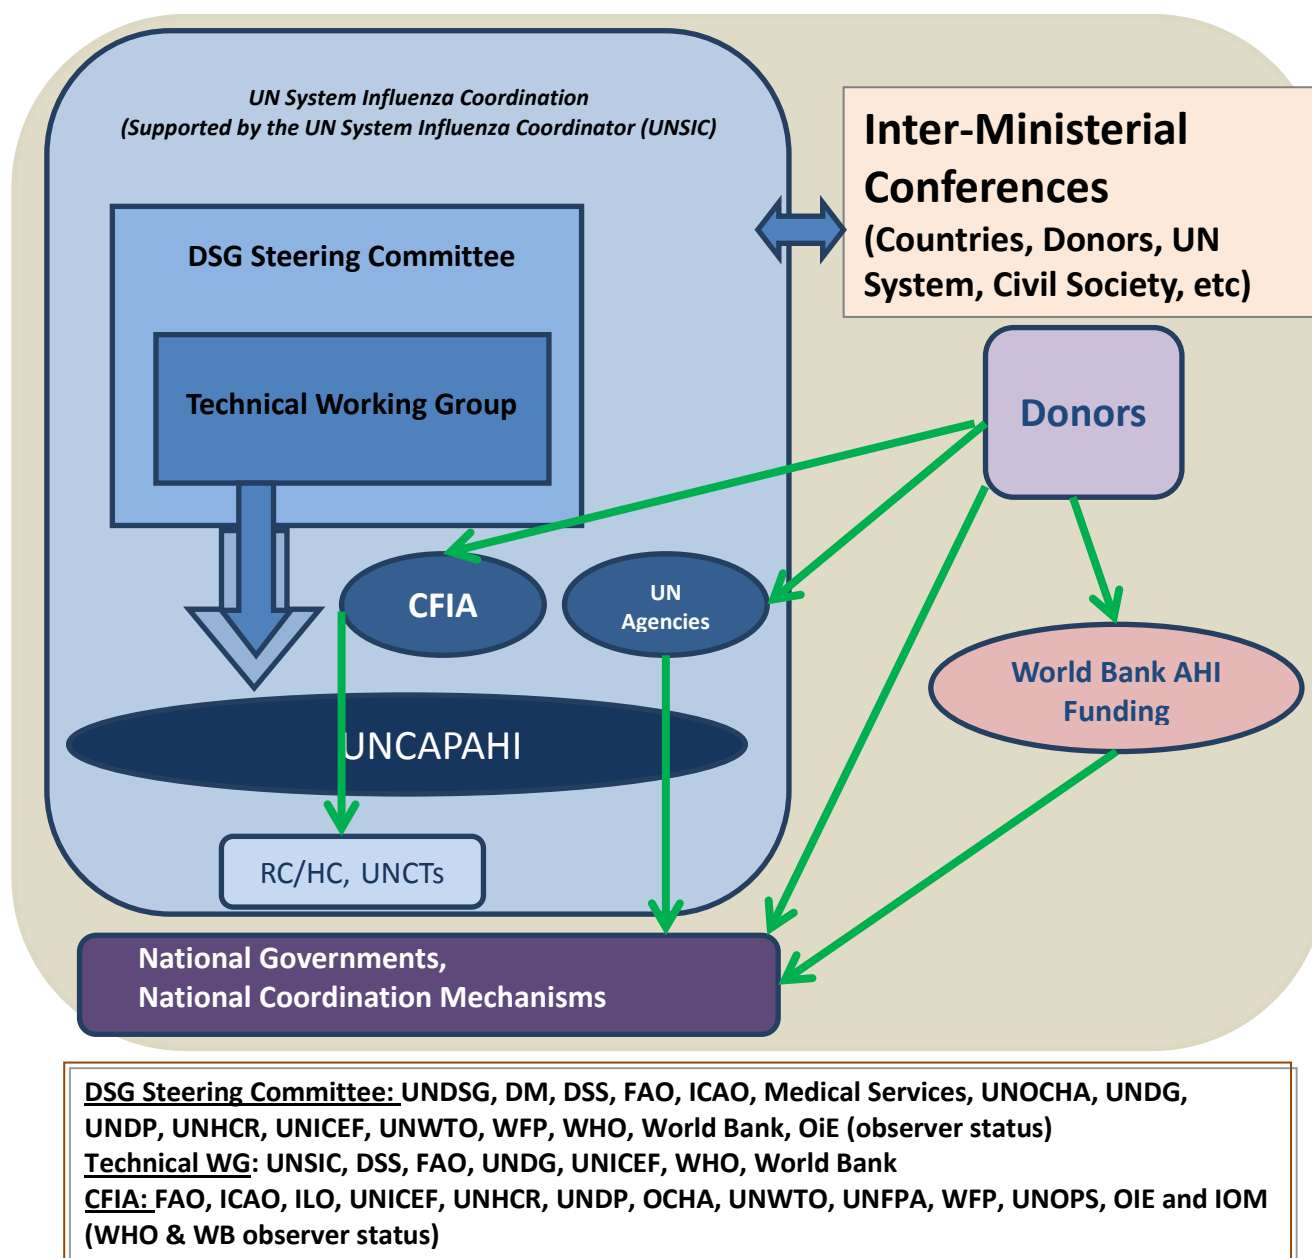 UN System Influenza Coordination
(Supported by the UN System Influenza Coordinator (UNSIC)
Inter-Ministerial
Conferences
(Countries, Donors, UN
System, Civil Society, etc)
DSG Steering Committee
Technical Working Group
Donors
CFIA
UN
Agencies
World Bank AHI
Funding
UNCAPAHI
RC/HC, UNCTs
National Governments,
National Coordination Mechanisms
DSG Steering Committee: UNDSG, DM, DSS, FAO, ICAO, Medical Services, UNOCHA, UNDG,
UNDP, UNHCR, UNICEF, UNWTO, WFP, WHO, World Bank, OiE (observer status)
Technical WG: UNSIC, DSS, FAO, UNDG, UNICEF, WHO, World Bank
CFIA: FAO, ICAO, ILO, UNICEF, UNHCR, UNDP, OCHA, UNWTO, UNFPA, WFP, UNOPS, OIE and IOM
(WHO & WB observer status)